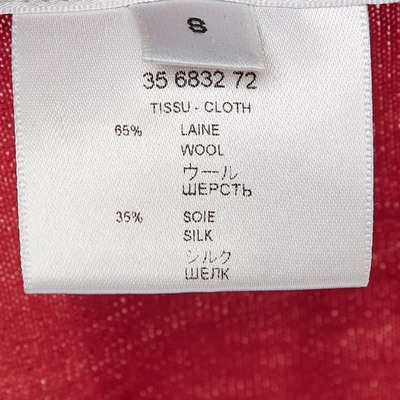 S
35 6832 72
TISSU - CLOTH
65% LAINE
WOOL
ウール
ШЕРСТЬ
35% SOIE
SILK
シルク
ШЕЛК